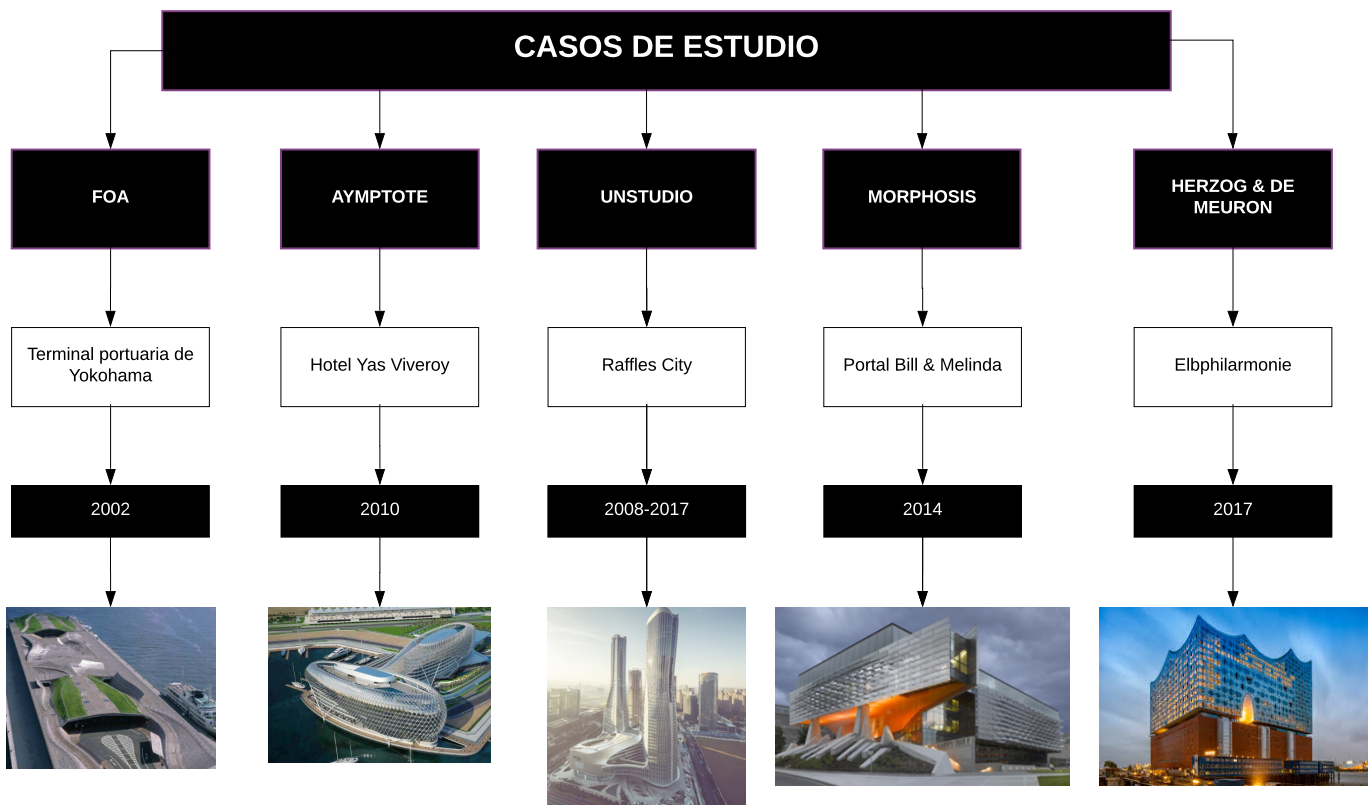 CASOS DE ESTUDIO
FOA
AYMPTOTE
UNSTUDIO
MORPHOSIS
HERZOG & DE
MEURON
Terminal portuaria de
Yokohama
Hotel Yas Viveroy
Raffles City
Portal Bill & Melinda
Elbphilarmonie
2002
2010
2008-2017
2014
2017